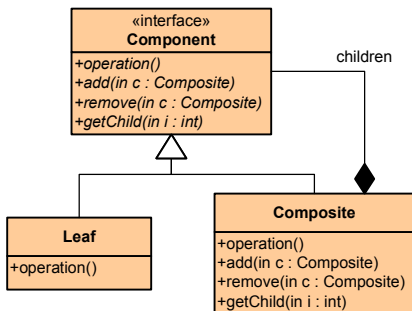 «interface»
Component
+operation()
+add(in c : Composite)
+remove(in c : Composite)
+getChild(in i : int)
children
Leaf
+operation()
Composite
+operation()
+add(in c : Composite)
+remove(in c : Composite)
+getChild(in i : int)